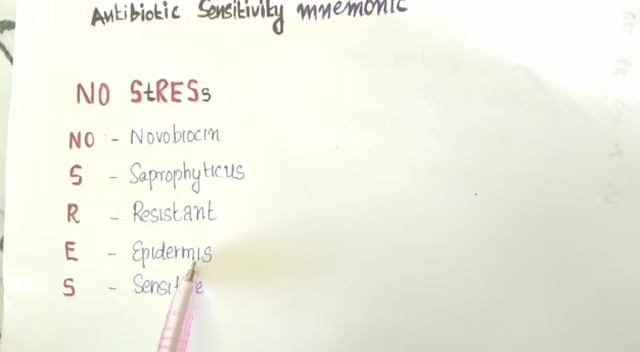 Antibiotic Sensitivity mnemonic
NO StRESs
NO - Novobiocin
S - Saprophyticus
R - Resistant
E - Epidermis
S -